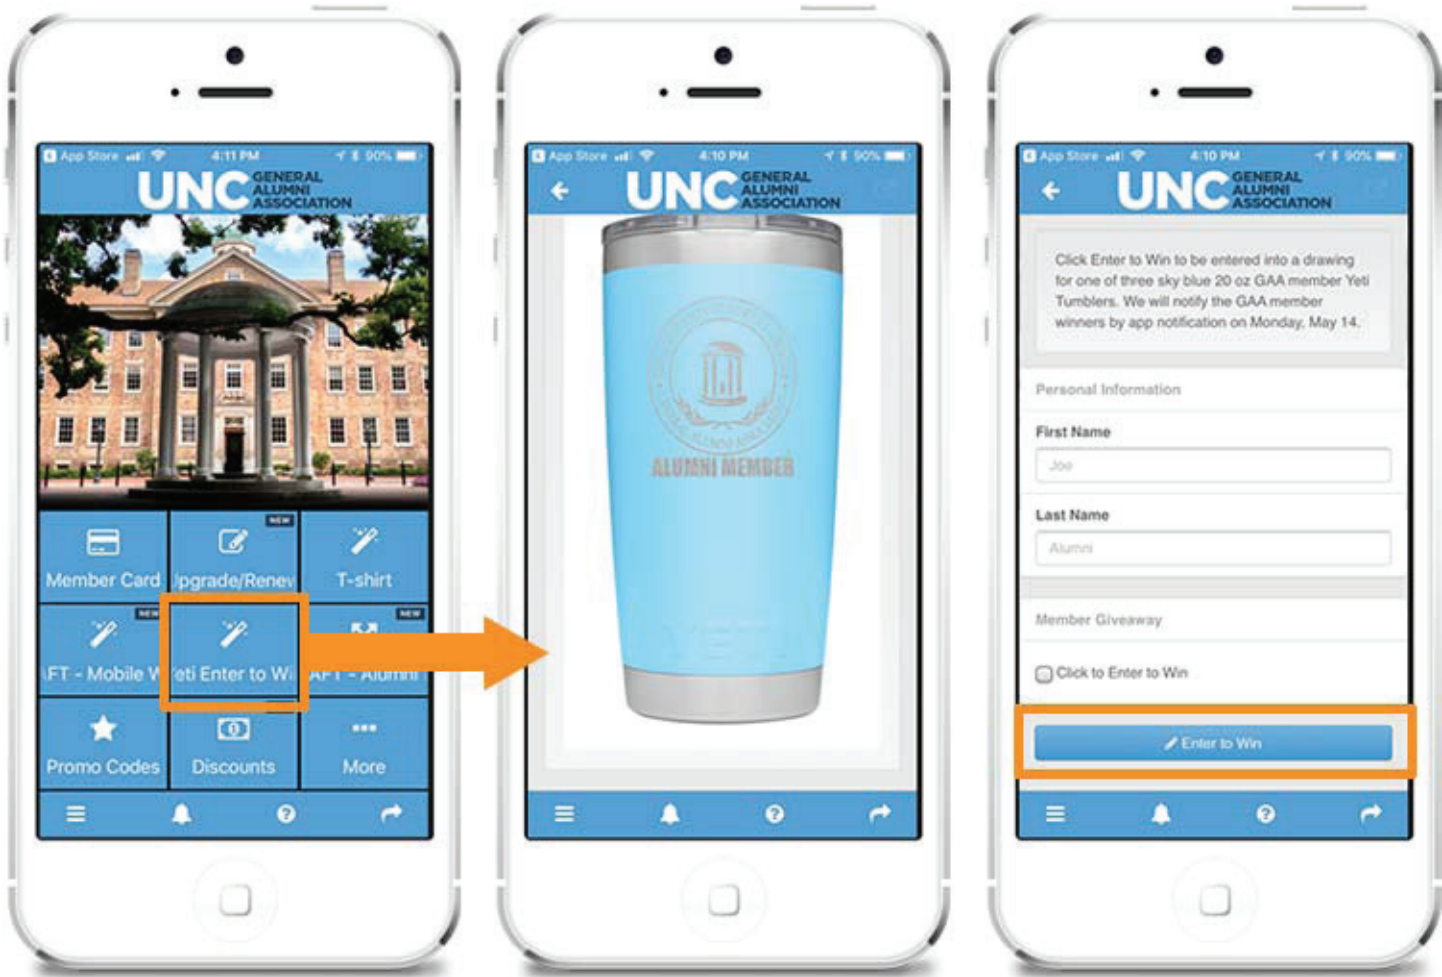 App Store
4:11 PM
90%
UNC GENERAL
ALUMNI
ASSOCIATION
NEW
Member Card
Upgrade/Renew
T-shirt
NEW
NEW
AFT - Mobile W
Yeti Enter to Wi
AFT - Alumni
Promo Codes
Discounts
More
App Store
4:10 PM
90%
UNC GENERAL
ALUMNI
ASSOCIATION
ALUMNI MEMBER
App Store
4:10 PM
90%
UNC GENERAL
ALUMNI
ASSOCIATION
Click Enter to Win to be entered into a drawing
for one of three sky blue 20 oz GAA member Yeti
Tumblers. We will notify the GAA member
winners by app notification on Monday, May 14.
Personal Information
First Name
Joe
Last Name
Alumni
Member Giveaway
Click to Enter to Win
Enter to Win